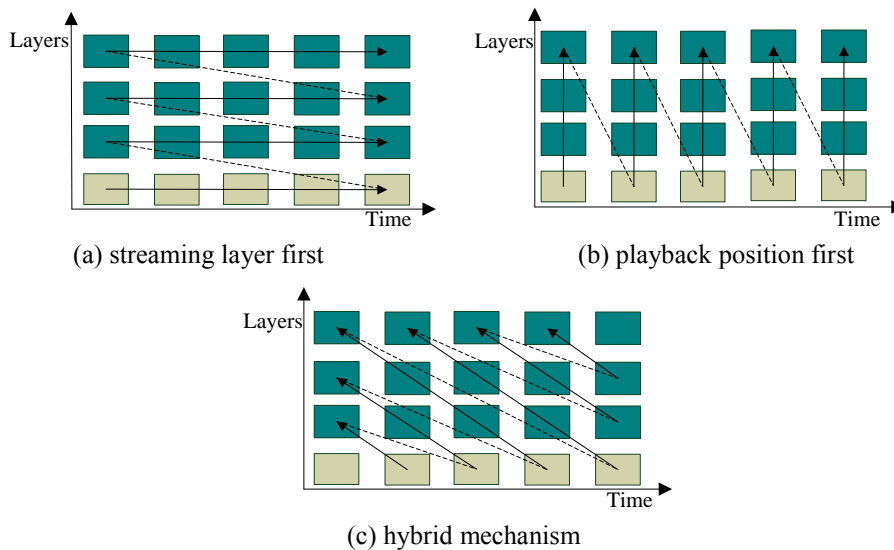 Layers
Time
(a) streaming layer first
Layers
Time
(b) playback position first
Layers
Time
(c) hybrid mechanism